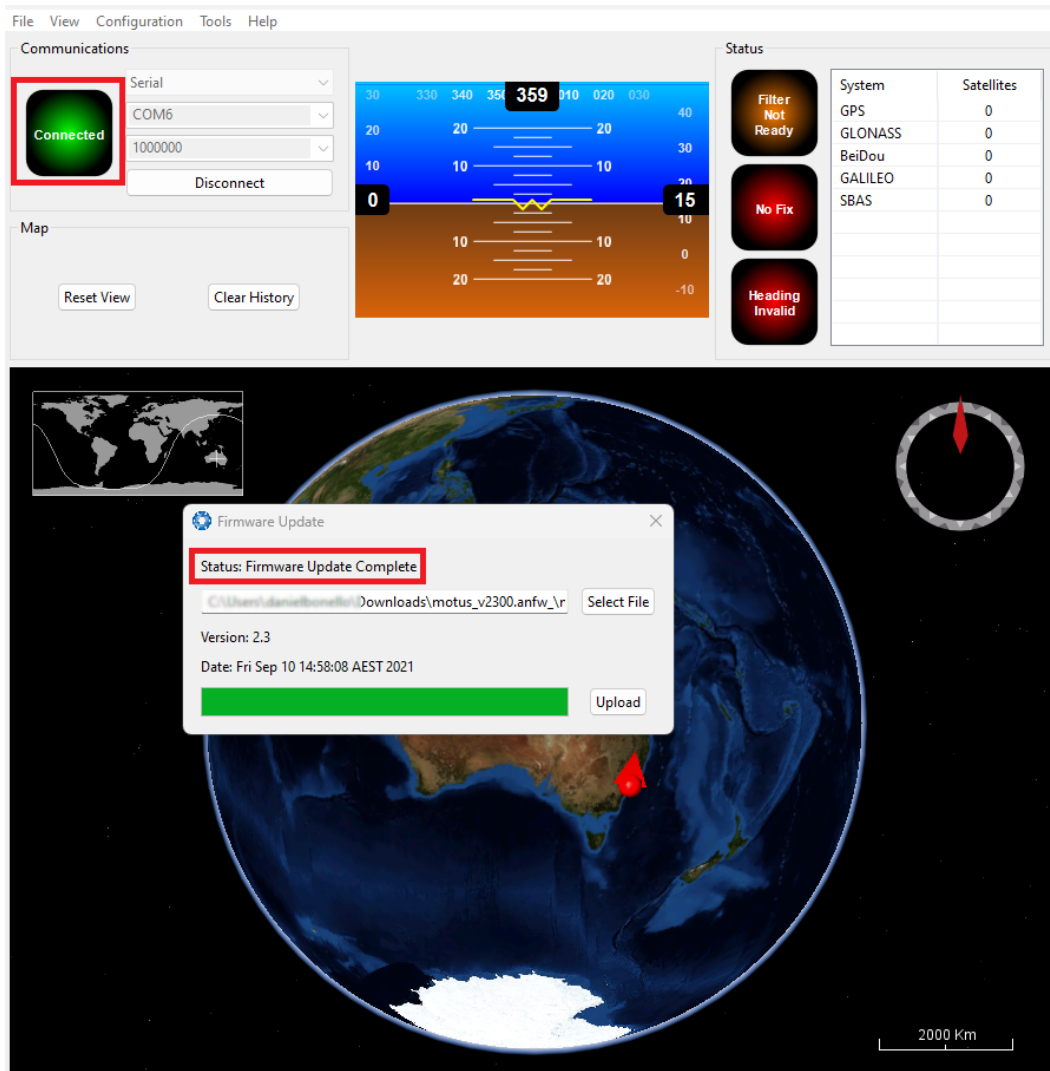 File View Configuration Tools Help
Communications
Connected
Serial
COM6
1000000
Disconnect
Map
Reset View Clear History
30 330 340 350 359 010 020 030
40
20 20 20
30
10 10 10
20
0 15
10
10 10
0
20 20
-10
Status
Filter
Not
Ready
No Fix
Heading
Invalid
System Satellites
GPS 0
GLONASS 0
BeiDou 0
GALILEO 0
SBAS 0
Firmware Update
Status: Firmware Update Complete
Downloads\motus_v2300.anfw_\r Select File
Version: 2.3
Date: Fri Sep 10 14:58:08 AEST 2021
Upload
2000 Km